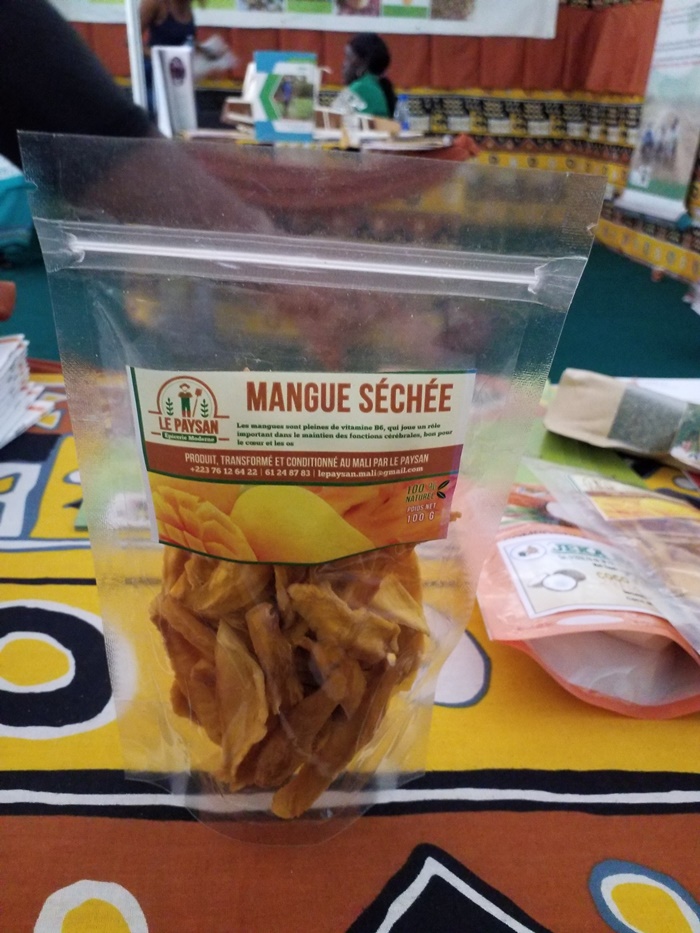 MANGUE SÉCHÉE
LE PAYSAN
Epicerie Moderne
Les mangues sont pleines de vitamine B6, qui joue un rôle
important dans le maintien des fonctions cérébrales, bon pour
le cœur et les os
PRODUIT, TRANSFORMÉ ET CONDITIONNÉ AU MALI PAR LE PAYSAN
+223 76 12 64 22 | 61 24 87 83 | lepaysan.mali@gmail.com
100%
NATUREL
POIDS NET
100 G
JEKA
COCO